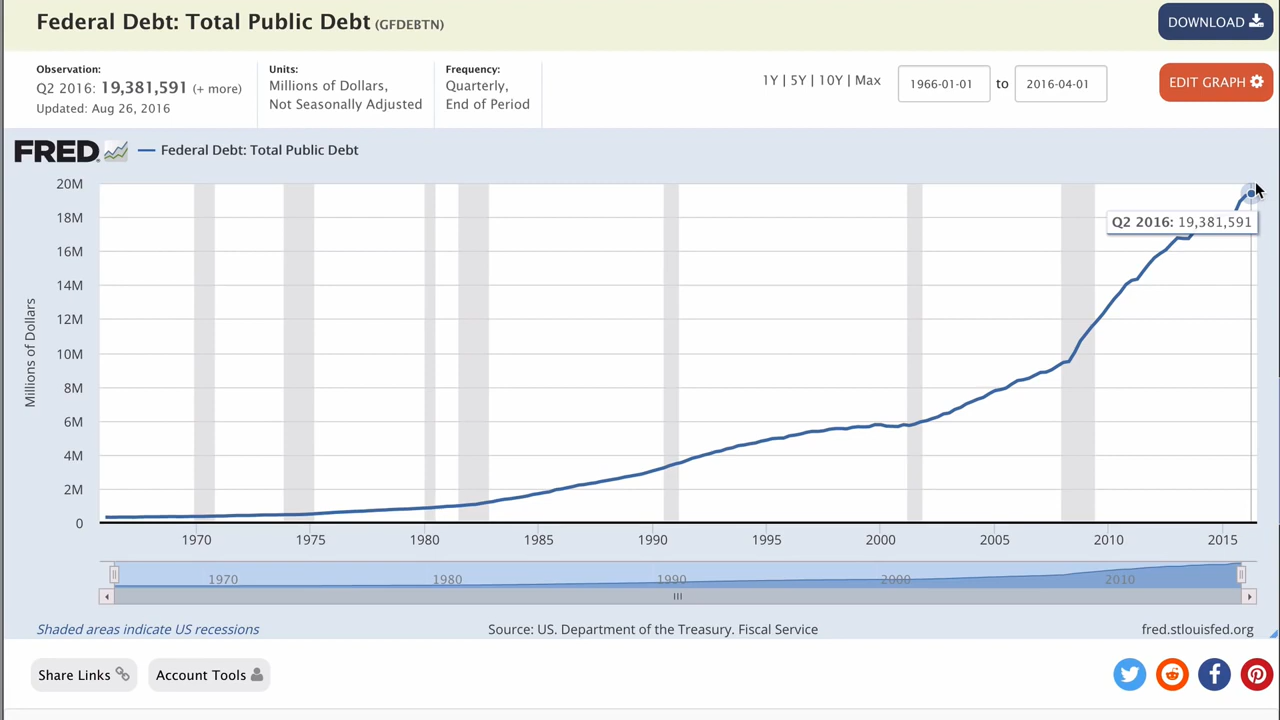 Federal Debt: Total Public Debt (GFDEBTN)
DOWNLOAD
Observation:
Q2 2016: 19,381,591 (+ more)
Updated: Aug 26, 2016
Units:
Millions of Dollars,
Not Seasonally Adjusted
Frequency:
Quarterly,
End of Period
1Y | 5Y | 10Y | Max
1966-01-01 to 2016-04-01
EDIT GRAPH
FRED
Federal Debt: Total Public Debt
20M
18M
16M
14M
12M
10M
8M
6M
4M
2M
0
Millions of Dollars
Q2 2016: 19,381,591
1970 1975 1980 1985 1990 1995 2000 2005 2010 2015
1970 1980 1990 2000 2010
Shaded areas indicate US recessions
Source: US. Department of the Treasury. Fiscal Service
fred.stlouisfed.org
Share Links
Account Tools